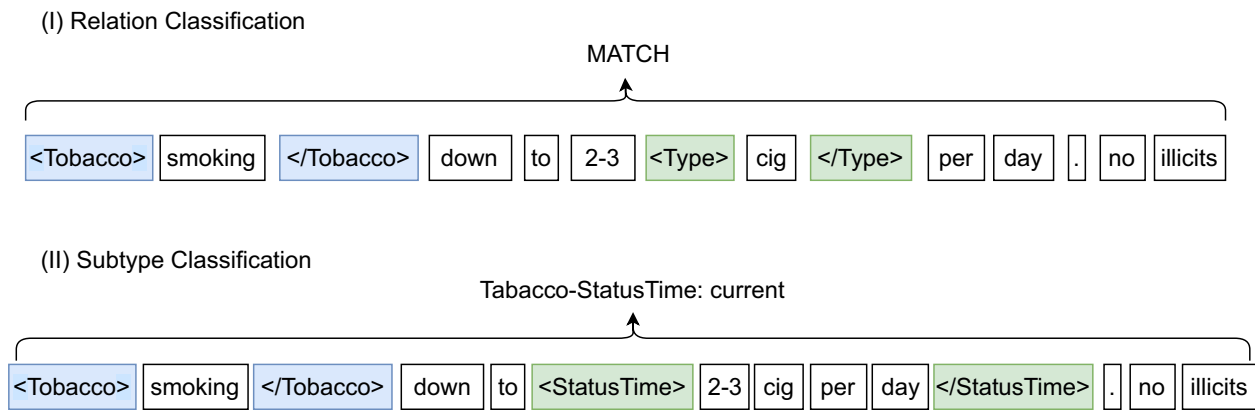 (I) Relation Classification
MATCH
<Tobacco> smoking </Tobacco> down to 2-3 <Type> cig </Type> per day . no illicits
(II) Subtype Classification
Tabacco-StatusTime: current
<Tobacco> smoking </Tobacco> down to <StatusTime> 2-3 cig per day </StatusTime> . no illicits